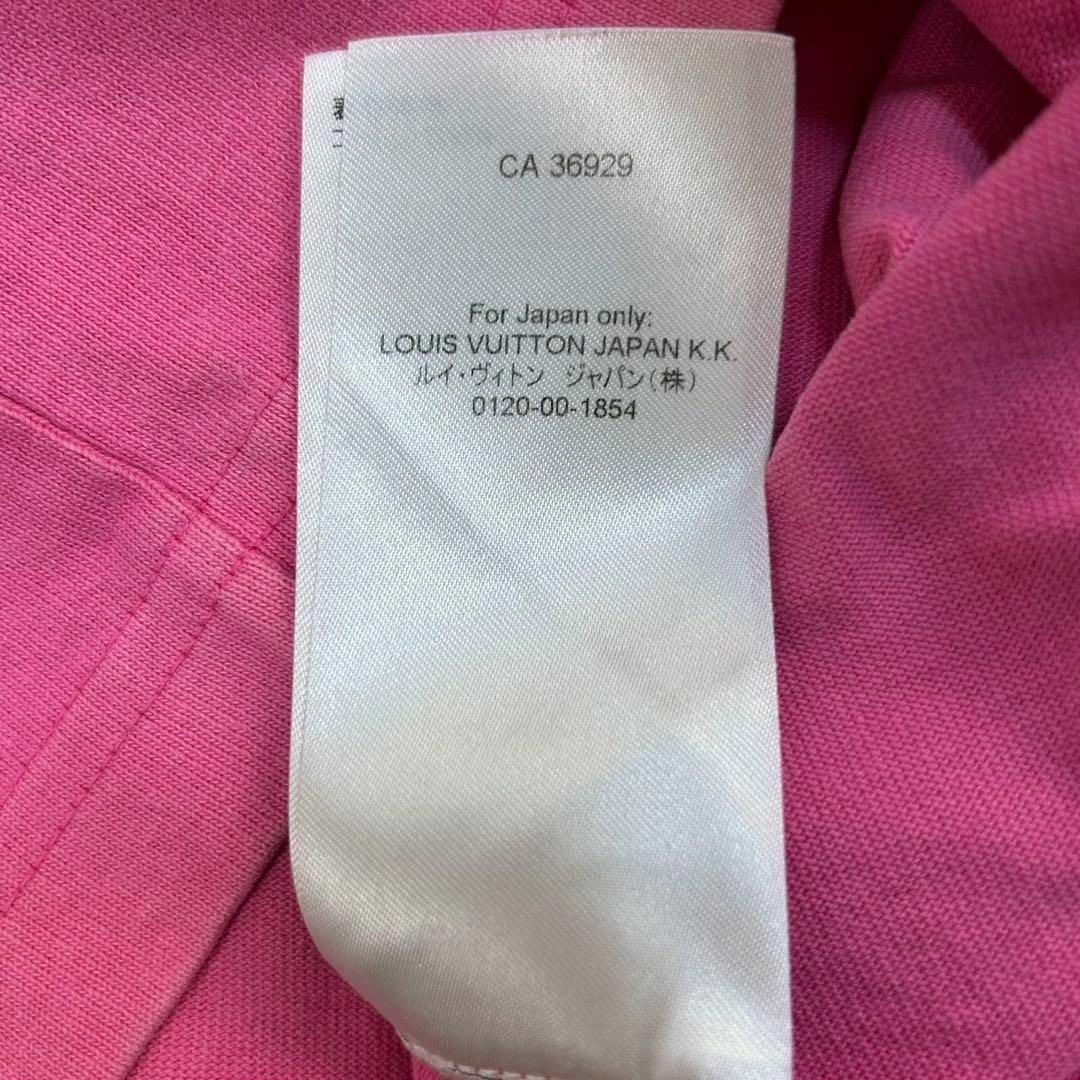 CA 36929
For Japan only:
LOUIS VUITTON JAPAN K.K.
ルイ・ヴィトン ジャパン(株)
0120-00-1854